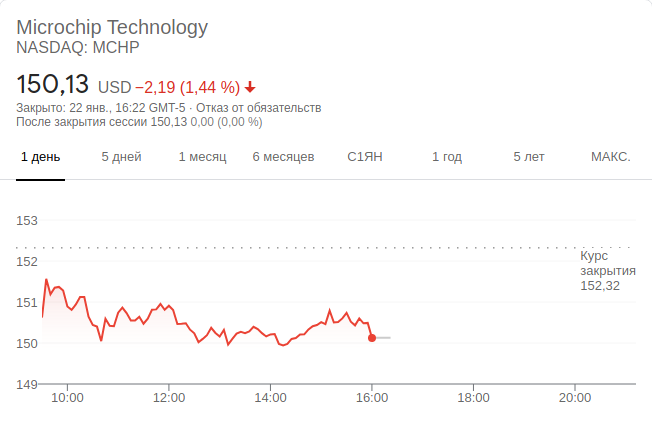 Microchip Technology
NASDAQ: MCHP
150,13 USD −2,19 (1,44 %)
Закрыто: 22 янв., 16:22 GMT-5 · Отказ от обязательств
После закрытия сессии 150,13 0,00 (0,00 %)
1 день 5 дней 1 месяц 6 месяцев С1ЯН 1 год 5 лет МАКС.
153
152
151
150
149
Курс
закрытия
152,32
10:00 12:00 14:00 16:00 18:00 20:00